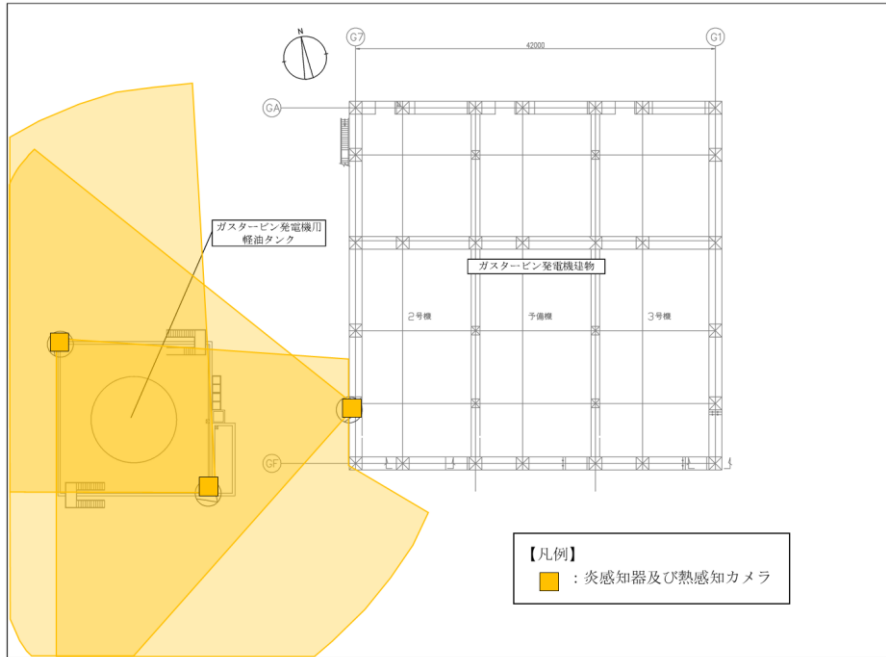 N
G7
G1
42000
GA
ガスタービン発電機用
軽油タンク
ガスタービン発電機建物
2号機
予備機
3号機
GF
【凡例】
：炎感知器及び熱感知カメラ